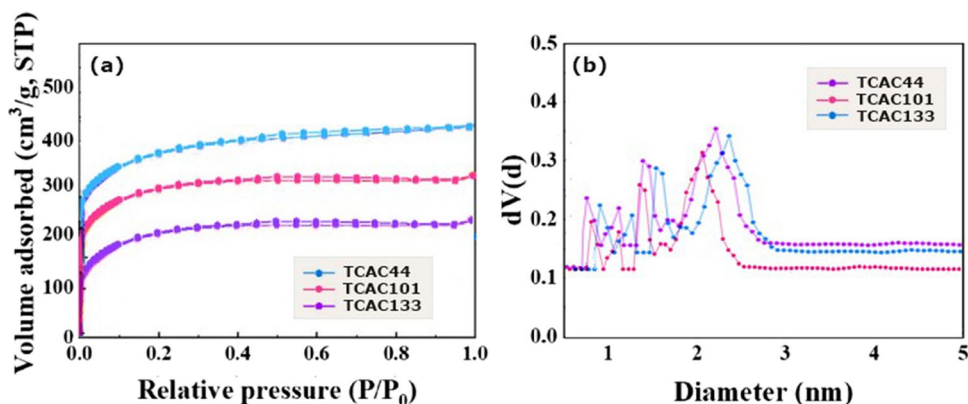 (a)
Volume adsorbed (cm³/g, STP)
500
400
300
200
100
0
TCAC44
TCAC101
TCAC133
0.0 0.2 0.4 0.6 0.8 1.0
Relative pressure (P/P₀)
(b)
dV(d)
0.5
0.4
0.3
0.2
0.1
0.0
TCAC44
TCAC101
TCAC133
1 2 3 4 5
Diameter (nm)